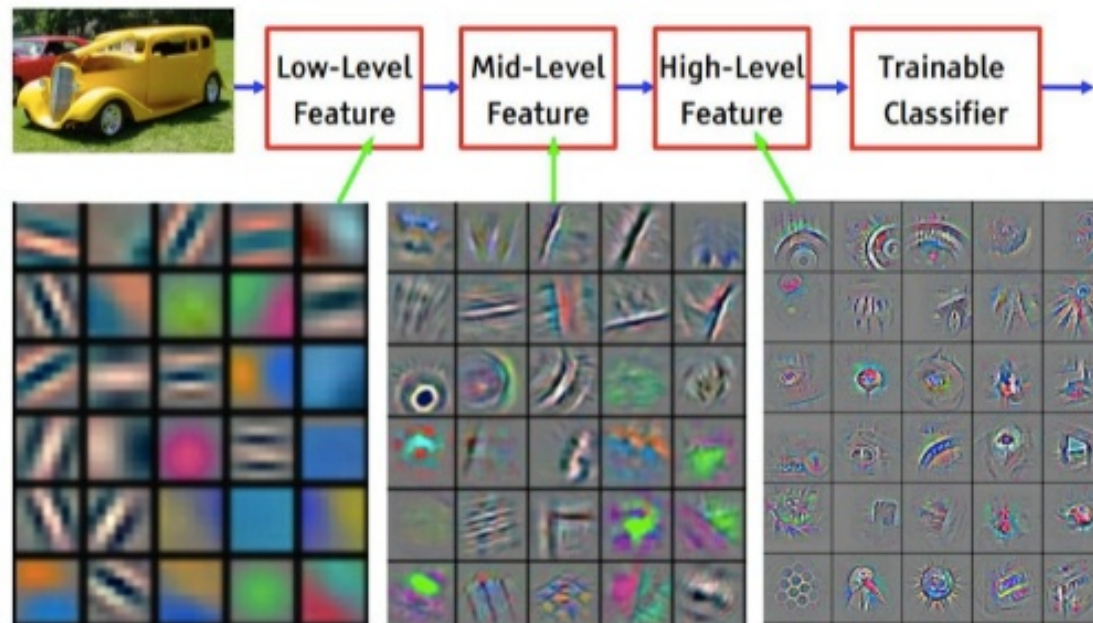 Low-Level
Feature
Mid-Level
Feature
High-Level
Feature
Trainable
Classifier